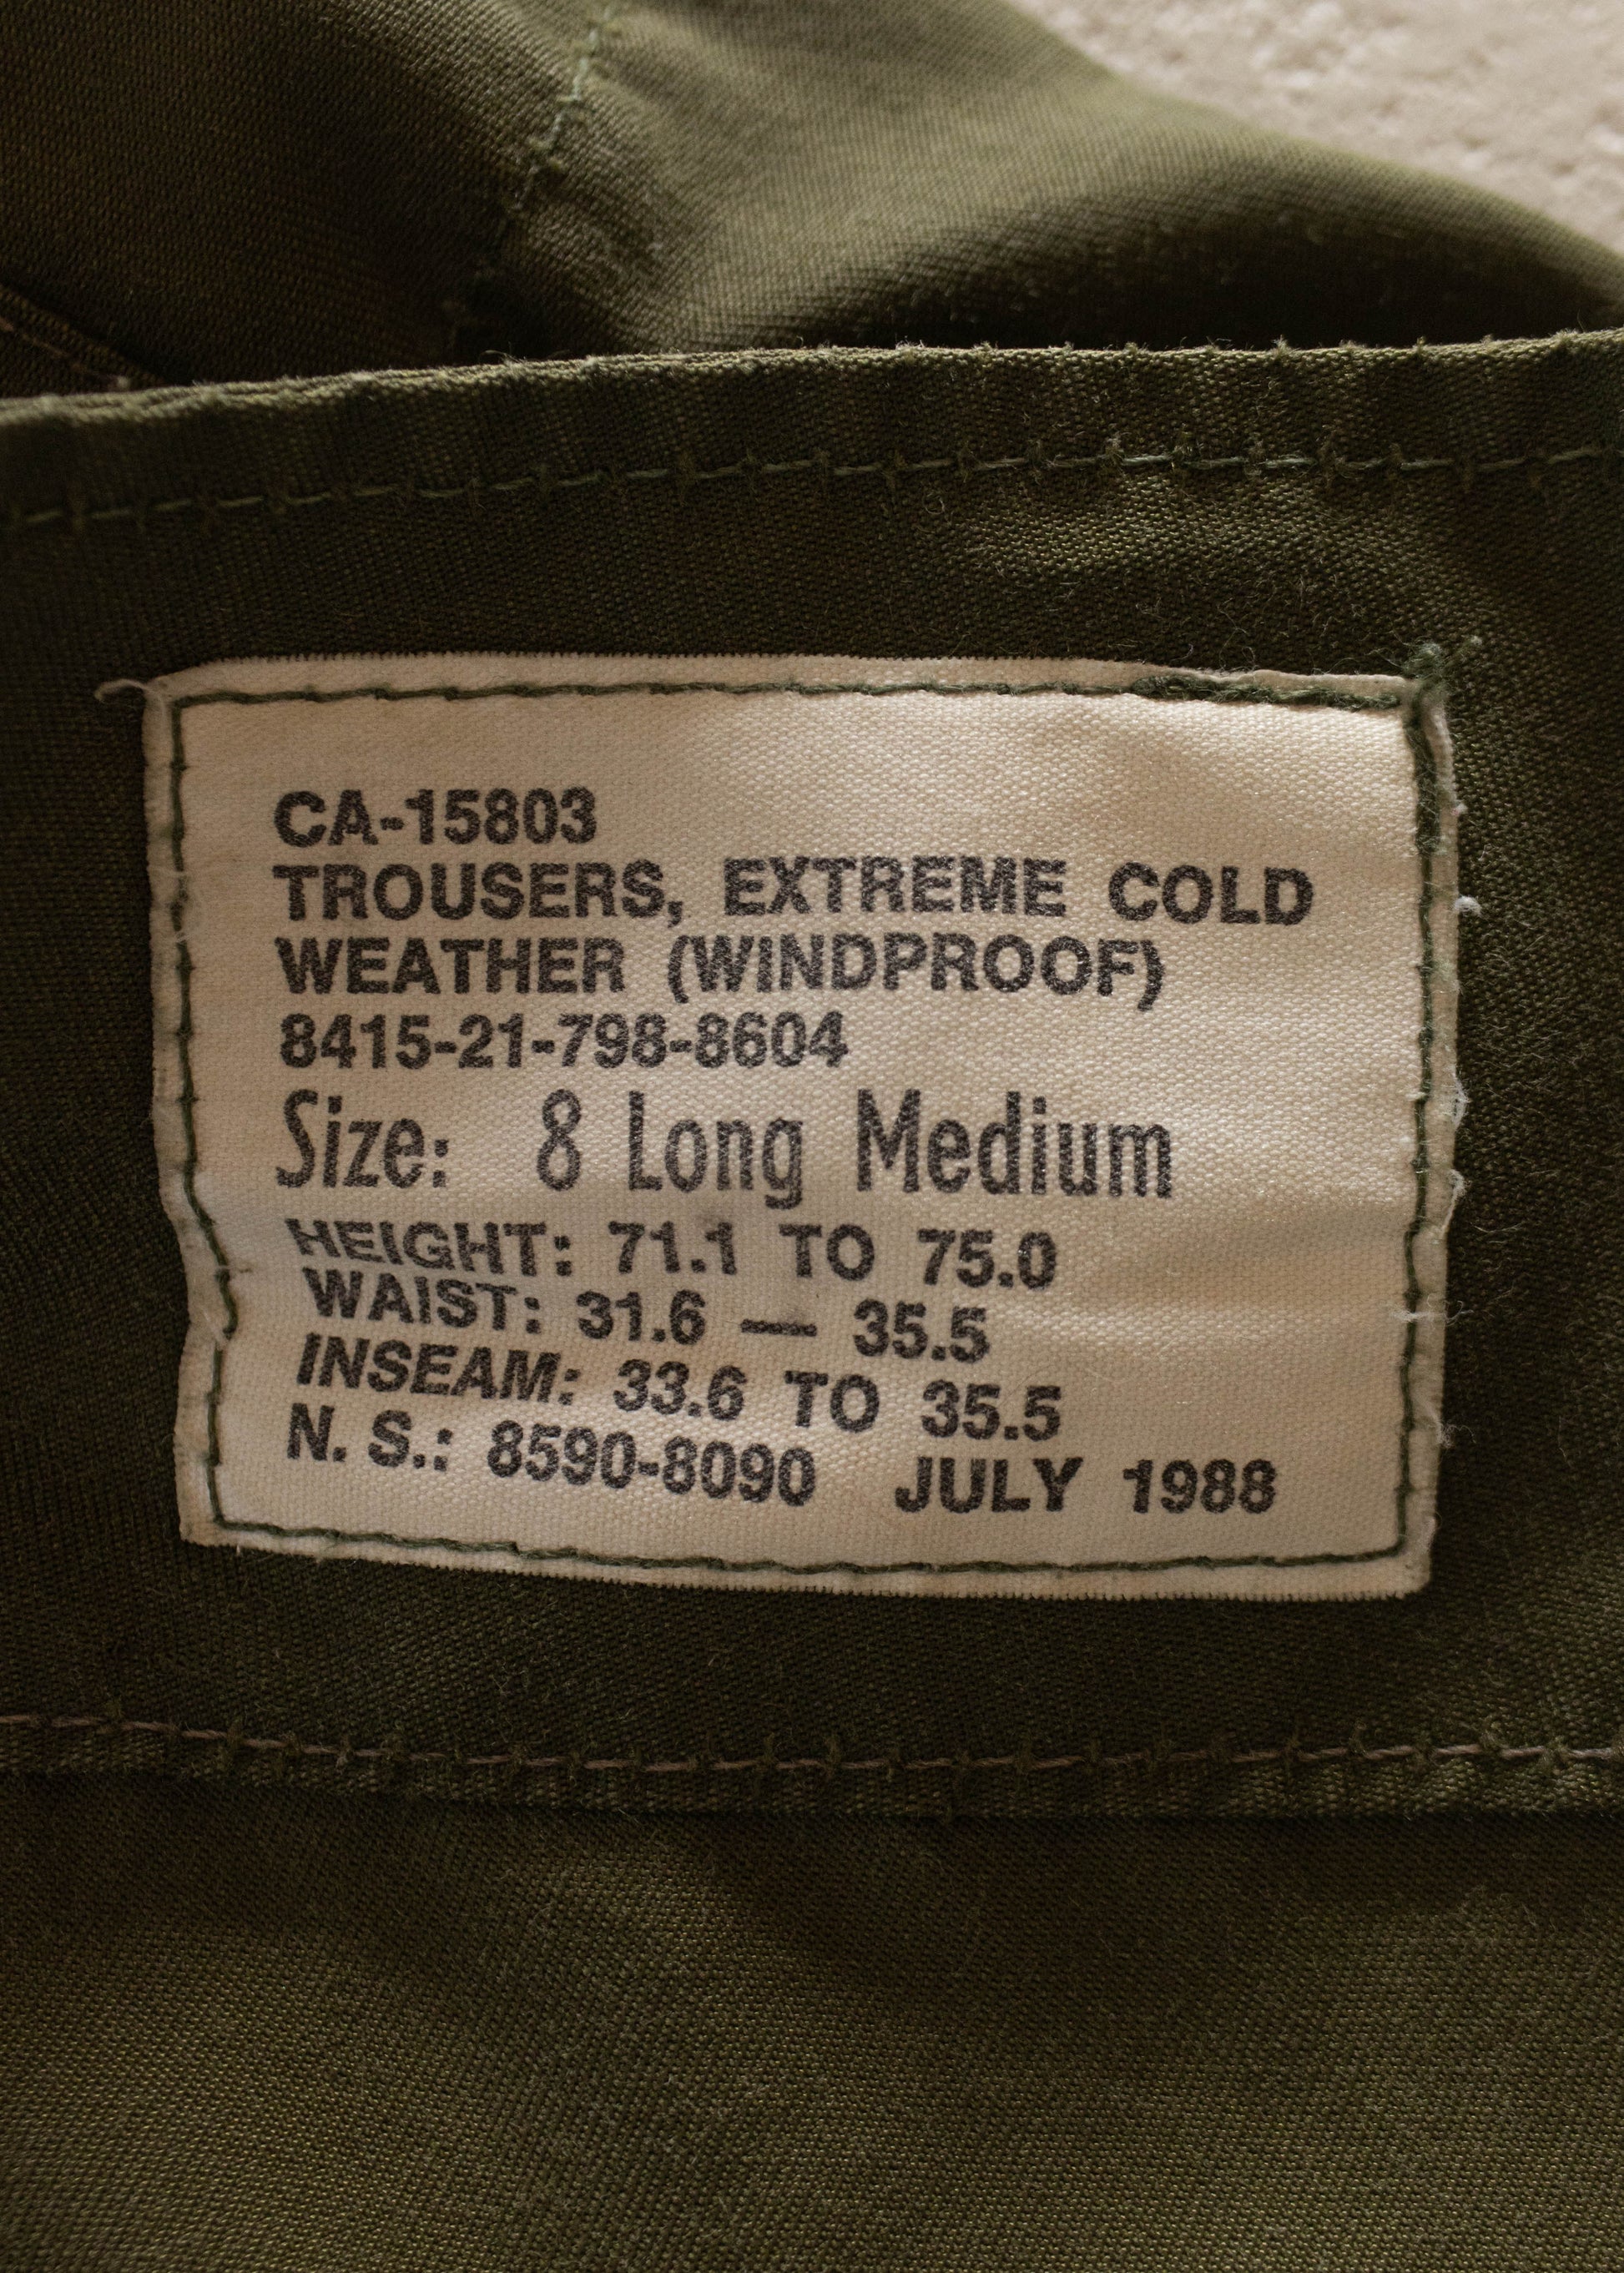 CA-15803
TROUSERS, EXTREME COLD
WEATHER (WINDPROOF)
8415-21-798-8604
Size: 8 Long Medium
HEIGHT: 71.1 TO 75.0
WAIST: 31.6 — 35.5
INSEAM: 33.6 TO 35.5
N. S.: 8590-8090 JULY 1988